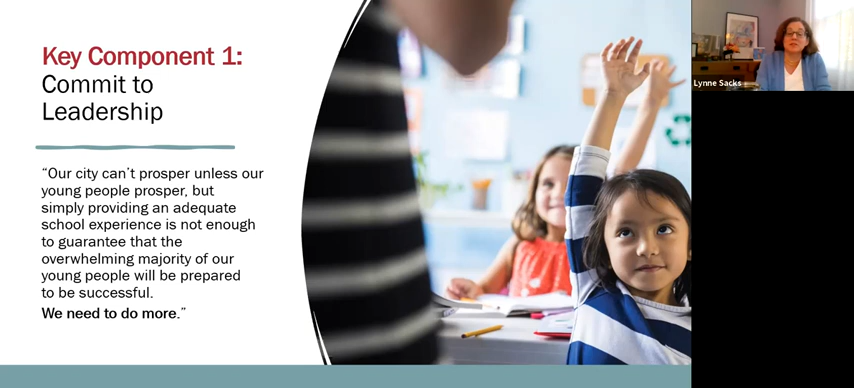 Key Component 1:
Commit to
Leadership
“Our city can’t prosper unless our
young people prosper, but
simply providing an adequate
school experience is not enough
to guarantee that the
overwhelming majority of our
young people will be prepared
to be successful.
We need to do more.”
Lynne Sacks